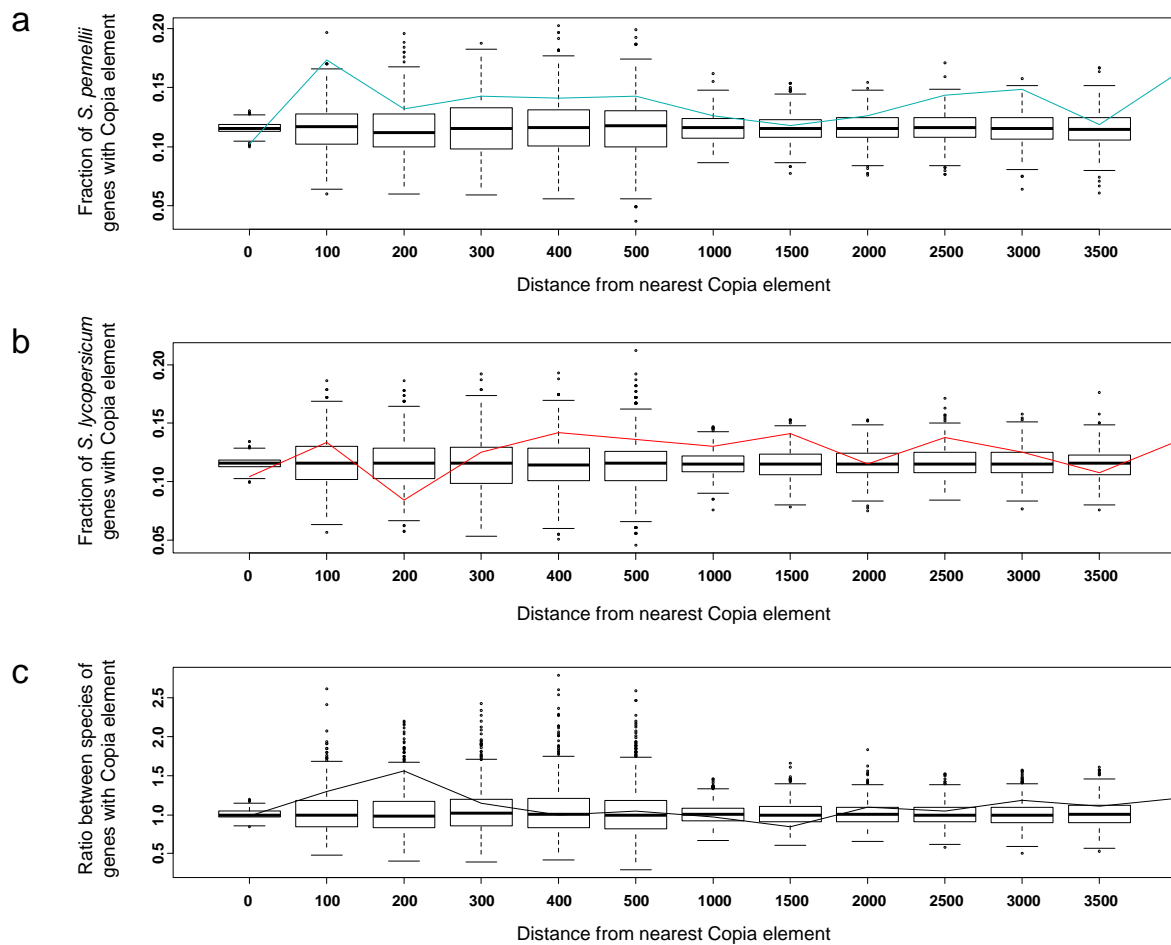 a
Fraction of S. pennellii
genes with Copia element
0.20
0.15
0.10
0.05
0 100 200 300 400 500 1000 1500 2000 2500 3000 3500
Distance from nearest Copia element
b
Fraction of S. lycopersicum
genes with Copia element
0.20
0.15
0.10
0.05
0 100 200 300 400 500 1000 1500 2000 2500 3000 3500
Distance from nearest Copia element
c
Ratio between species of
genes with Copia element
2.5
2.0
1.5
1.0
0.5
0 100 200 300 400 500 1000 1500 2000 2500 3000 3500
Distance from nearest Copia element